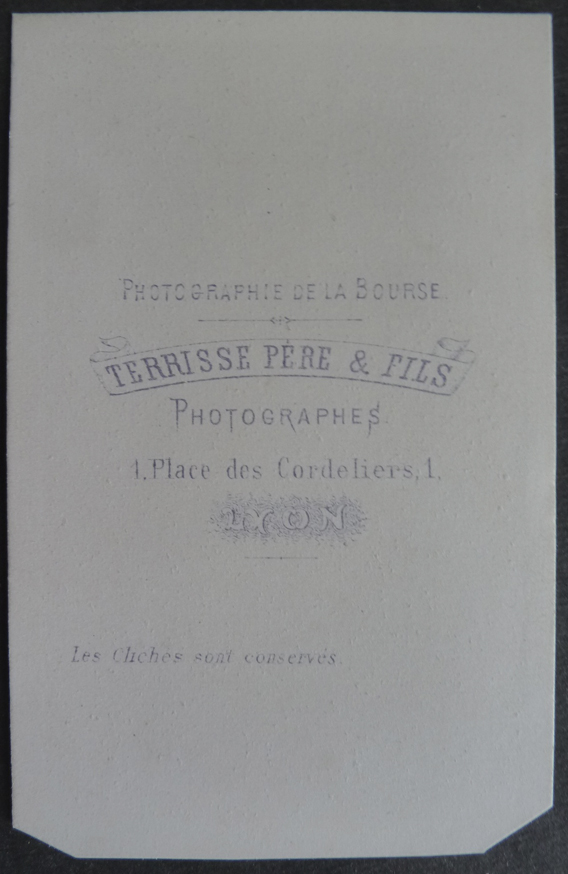 PHOTOGRAPHIE DE LA BOURSE.
TERRISSE PÈRE & FILS
PHOTOGRAPHES.
1, Place des Cordeliers, 1.
LYON
Les Clichés sont conservés.